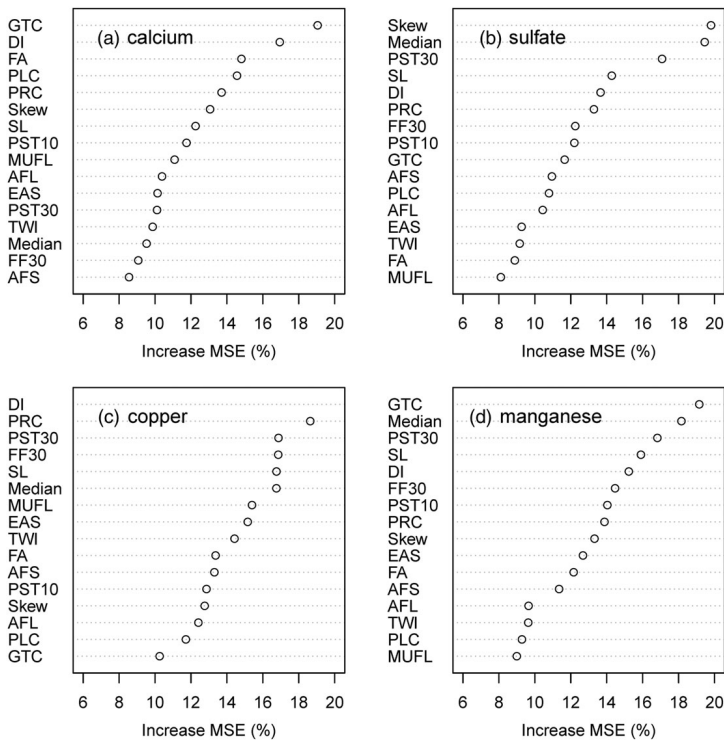 GTC
DI
FA
PLC
PRC
Skew
SL
PST10
MUFL
AFL
EAS
PST30
TWI
Median
FF30
AFS
(a) calcium
6 8 10 12 14 16 18 20
Increase MSE (%)
Skew
Median
PST30
SL
DI
PRC
FF30
PST10
GTC
AFS
PLC
AFL
EAS
TWI
FA
MUFL
(b) sulfate
6 8 10 12 14 16 18 20
Increase MSE (%)
DI
PRC
PST30
FF30
SL
Median
MUFL
EAS
TWI
FA
AFS
PST10
Skew
AFL
PLC
GTC
(c) copper
6 8 10 12 14 16 18 20
Increase MSE (%)
GTC
Median
PST30
SL
DI
FF30
PST10
PRC
Skew
EAS
FA
AFS
AFL
TWI
PLC
MUFL
(d) manganese
6 8 10 12 14 16 18 20
Increase MSE (%)